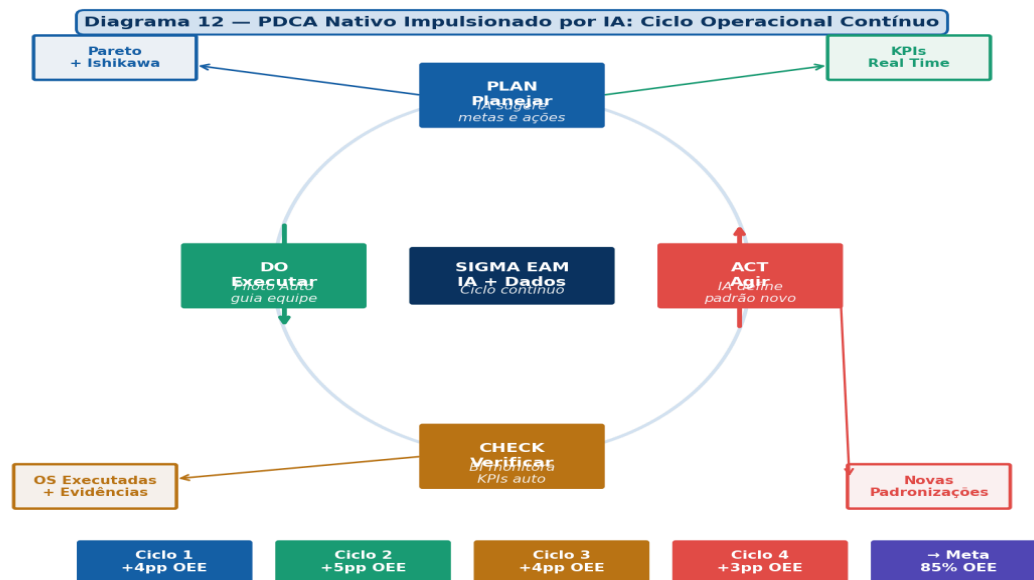 Diagrama 12 — PDCA Nativo Impulsionado por IA: Ciclo Operacional Contínuo
Pareto
+ Ishikawa
KPIs
Real Time
PLAN
Planejar
IA sugere
metas e ações
DO
Executar
Piloto Auto
guia equipe
SIGMA EAM
IA + Dados
Ciclo contínuo
ACT
Agir
IA define
padrão novo
CHECK
Verificar
BI monitora
KPIs auto
OS Executadas
+ Evidências
Novas
Padronizações
Ciclo 1
+4pp OEE
Ciclo 2
+5pp OEE
Ciclo 3
+4pp OEE
Ciclo 4
+3pp OEE
→ Meta
85% OEE